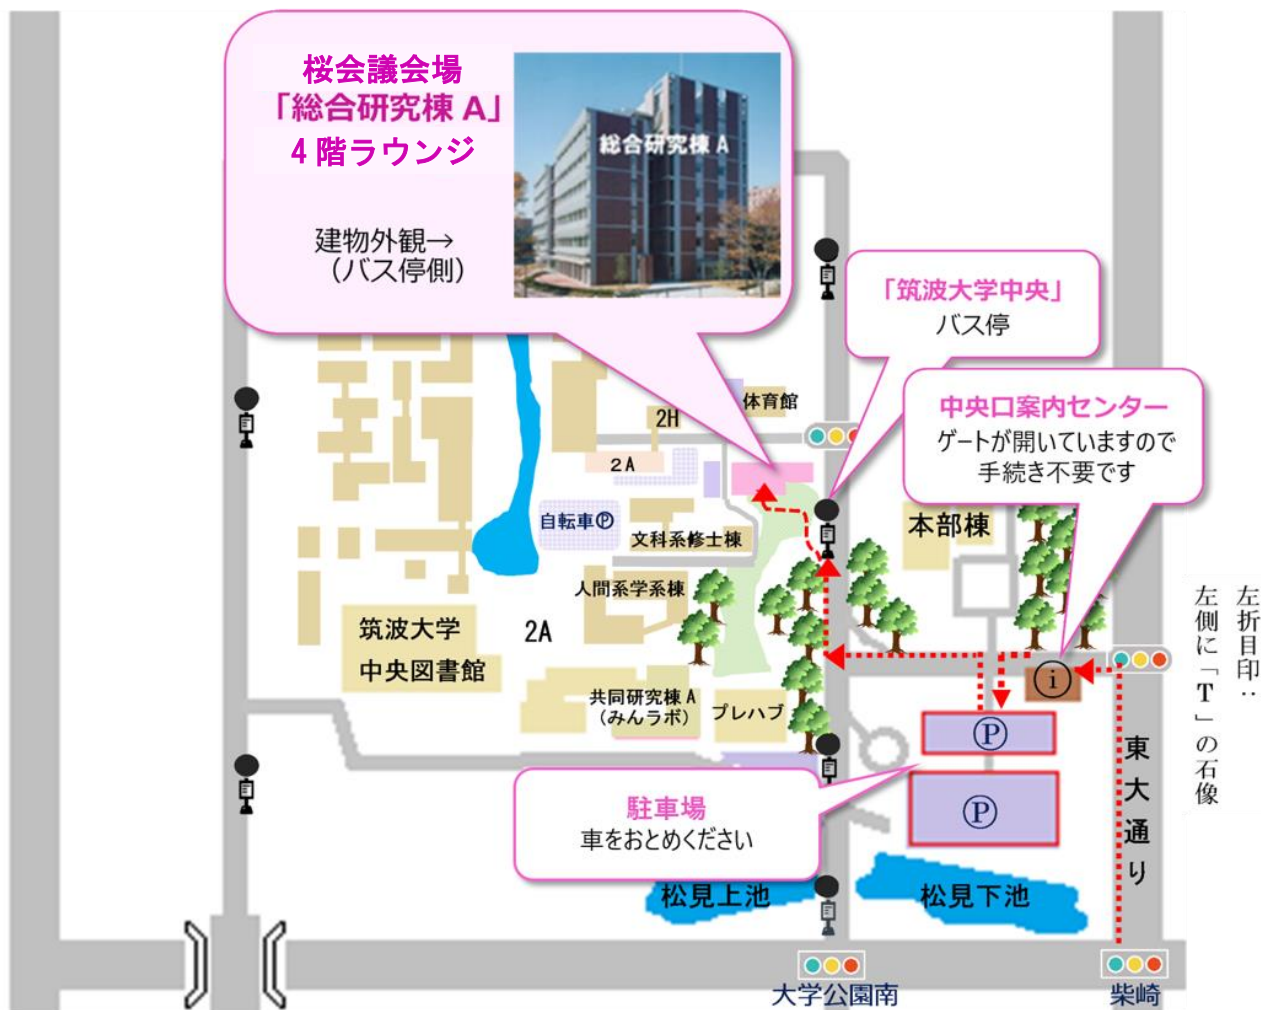 桜会議会場
「総合研究棟 A」
4 階ラウンジ
建物外観→
（バス停側）
総合研究棟 A
「筑波大学中央」
バス停
中央口案内センター
ゲートが開いていますので
手続き不要です
体育館
2H
2A
自転車Ⓟ
文科系修士棟
本部棟
人間系学系棟
筑波大学
中央図書館
2A
共同研究棟 A
（みんラボ）
プレハブ
i
Ⓟ
Ⓟ
駐車場
車をおとめください
東大通り
左折目印：
左側に「T」の石像
松見上池
松見下池
大学公園南
柴崎